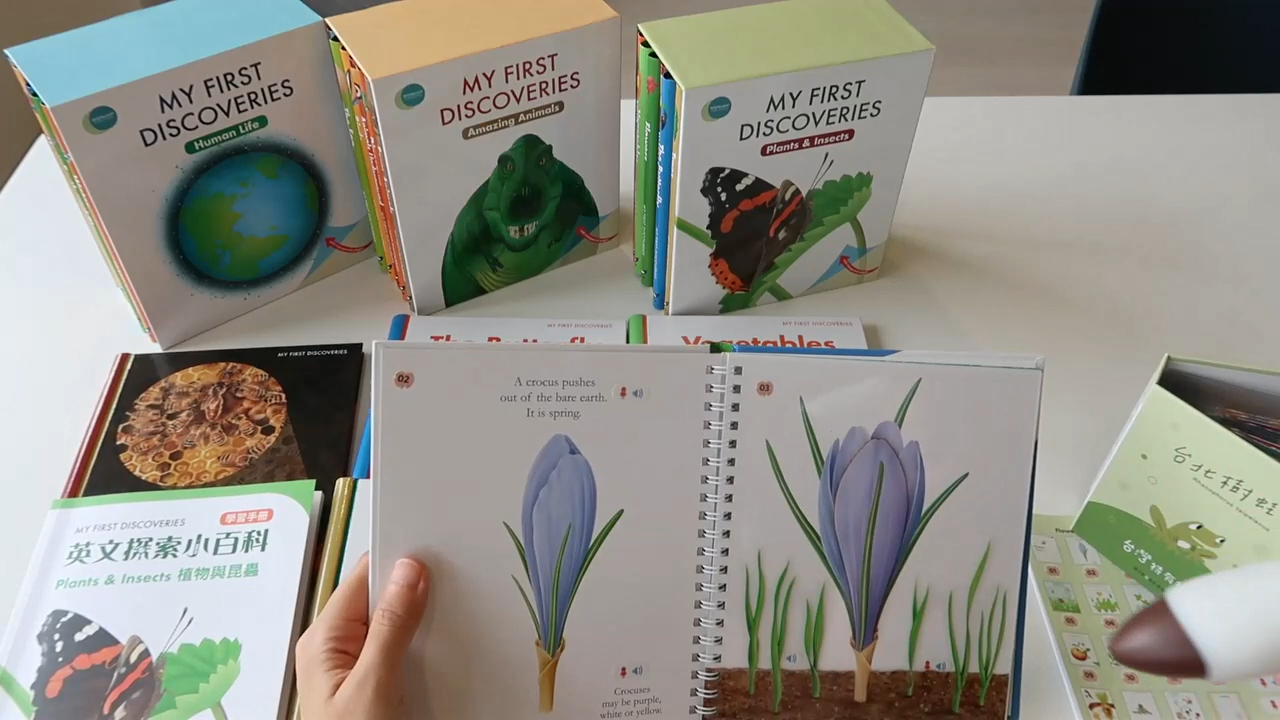 MY FIRST
DISCOVERIES
Human Life
MY FIRST
DISCOVERIES
Amazing Animals
MY FIRST
DISCOVERIES
Plants & Insects
MY FIRST DISCOVERIES
MY FIRST DISCOVERIES
MY FIRST DISCOVERIES
Vegetables
02
A crocus pushes
out of the bare earth.
It is spring.
Crocuses
may be purple,
white or yellow.
03
MY FIRST DISCOVERIES
學習手冊
英文探索小百科
Plants & Insects 植物與昆蟲
台北樹蛙